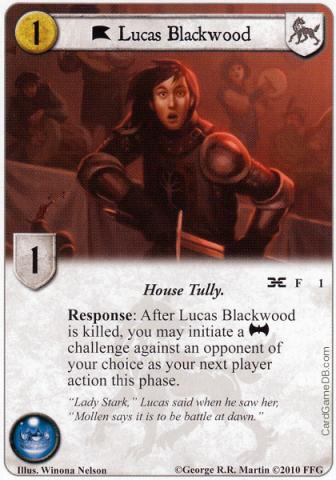 1
Lucas Blackwood
1
House Tully.
F 1
Response: After Lucas Blackwood
is killed, you may initiate a
challenge against an opponent of
your choice as your next player
action this phase.
"Lady Stark," Lucas said when he saw her,
"Mollen says it is to be battle at dawn."
Illus. Winona Nelson
©George R.R. Martin ©2010 FFG
CardGameDB.com